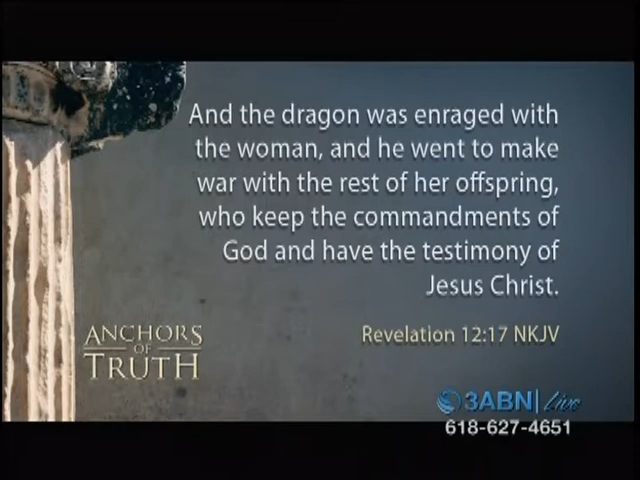 And the dragon was enraged with
the woman, and he went to make
war with the rest of her offspring,
who keep the commandments of
God and have the testimony of
Jesus Christ.
Revelation 12:17 NKJV
ANCHORS
OF
TRUTH
3ABN|Live
618-627-4651